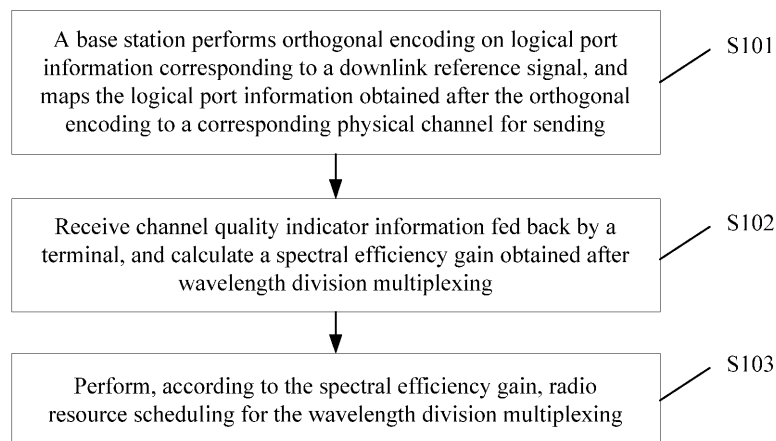 A base station performs orthogonal encoding on logical port
information corresponding to a downlink reference signal, and
maps the logical port information obtained after the orthogonal
encoding to a corresponding physical channel for sending
S101
Receive channel quality indicator information fed back by a
terminal, and calculate a spectral efficiency gain obtained after
wavelength division multiplexing
S102
Perform, according to the spectral efficiency gain, radio
resource scheduling for the wavelength division multiplexing
S103